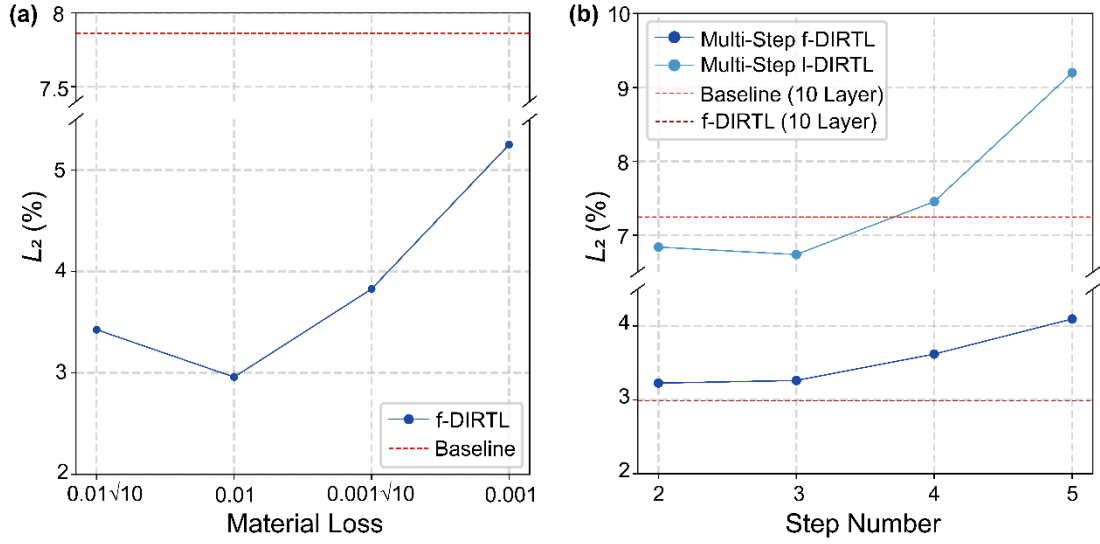 (a)
8
7.5
5
4
3
2
L₂ (%)
f-DIRTL
Baseline
0.01√10
0.01
0.001√10
0.001
Material Loss
(b)
10
9
8
7
4
3
2
L₂ (%)
Multi-Step f-DIRTL
Multi-Step l-DIRTL
Baseline (10 Layer)
f-DIRTL (10 Layer)
2
3
4
5
Step Number